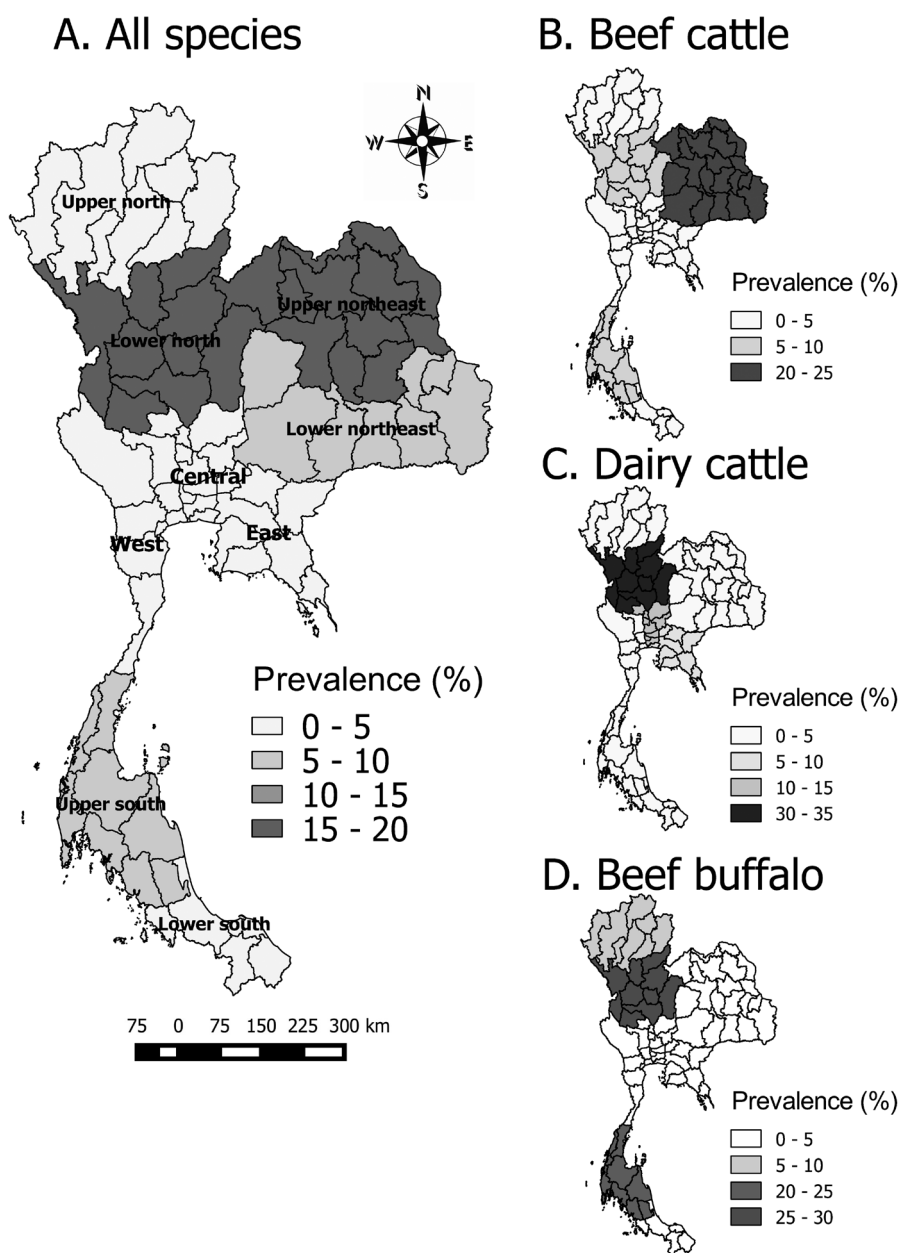 A. All species
N
W
E
S
Upper north
Upper northeast
Lower north
Lower northeast
Central
West
East
Upper south
Lower south
Prevalence (%)
0 - 5
5 - 10
10 - 15
15 - 20
75 0 75 150 225 300 km
B. Beef cattle
Prevalence (%)
0 - 5
5 - 10
20 - 25
C. Dairy cattle
Prevalence (%)
0 - 5
5 - 10
10 - 15
30 - 35
D. Beef buffalo
Prevalence (%)
0 - 5
5 - 10
20 - 25
25 - 30